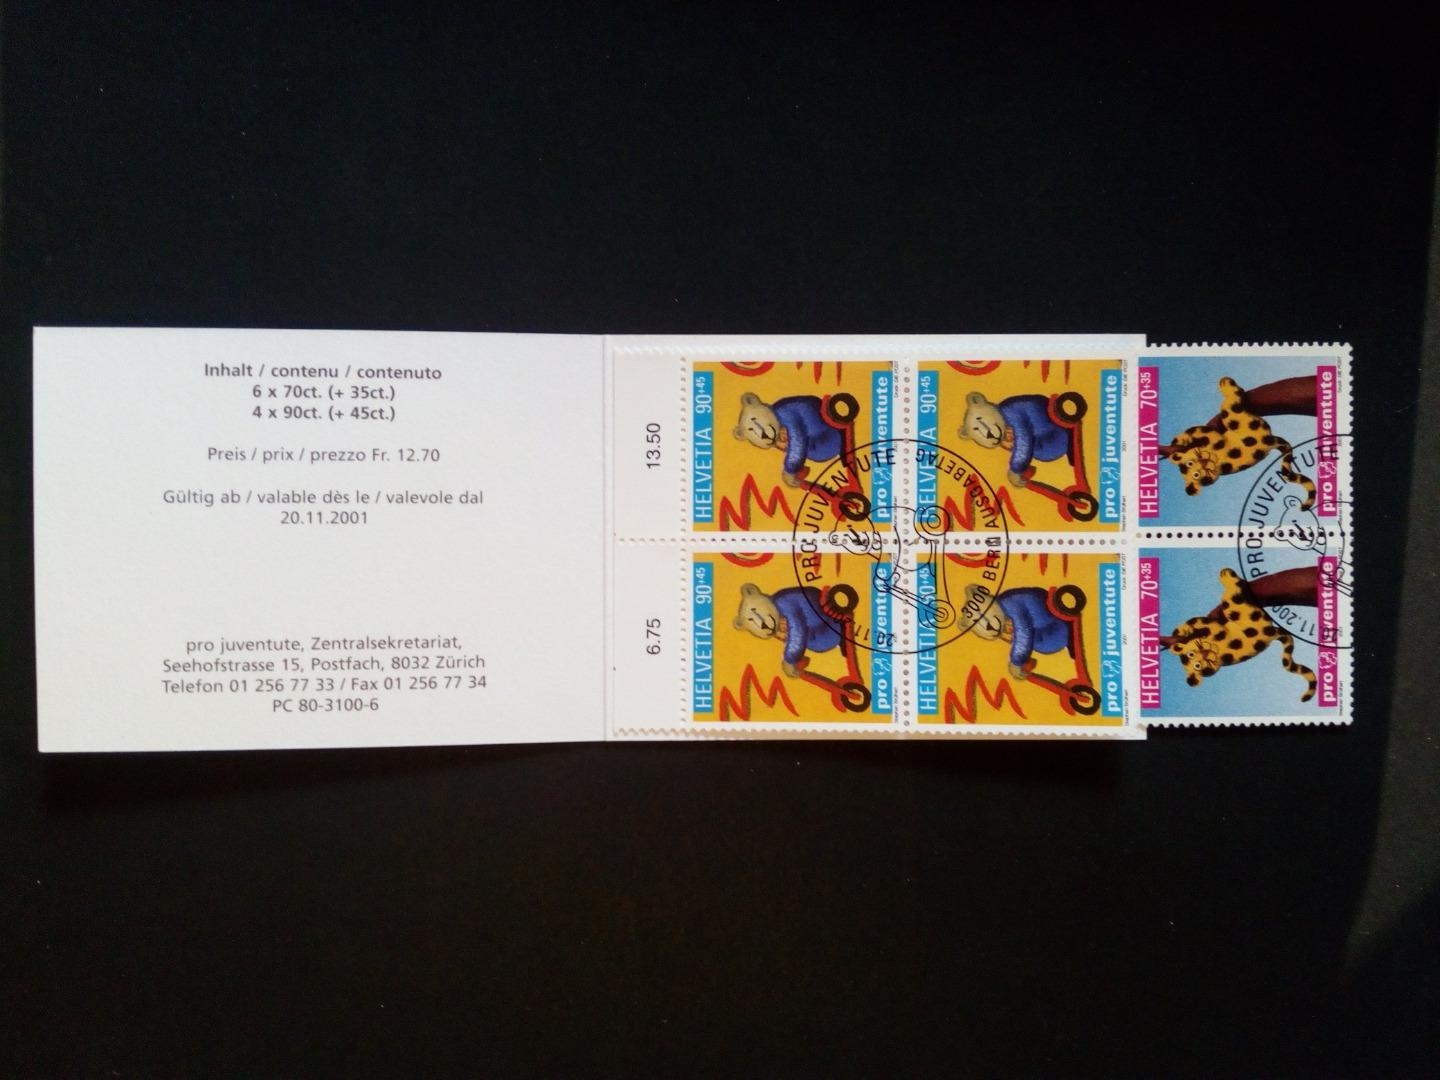 Inhalt / contenu / contenuto
6 x 70ct. (+ 35ct.)
4 x 90ct. (+ 45ct.)
Preis / prix / prezzo Fr. 12.70
Gültig ab / valable dès le / valevole dal
20.11.2001
pro juventute, Zentralsekretariat,
Seehofstrasse 15, Postfach, 8032 Zürich
Telefon 01 256 77 33 / Fax 01 256 77 34
PC 80-3100-6
13.50
6.75
HELVETIA 90+45
pro juventute
HELVETIA 90+45
pro juventute
HELVETIA 70+35
pro juventute
HELVETIA 90+45
pro juventute
HELVETIA 90+45
pro juventute
HELVETIA 70+35
pro juventute
PRO JUVENTUTE
3000 BERN AUSGABETAG
PRO JUVENTUTE